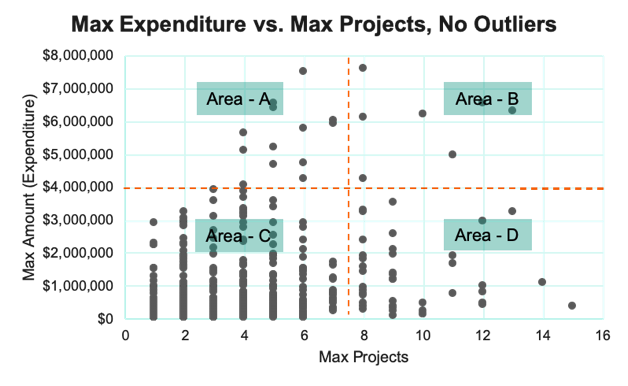 Max Expenditure vs. Max Projects, No Outliers
Max Amount (Expenditure)
$8,000,000
$7,000,000
$6,000,000
$5,000,000
$4,000,000
$3,000,000
$2,000,000
$1,000,000
$0
Area - A
Area - B
Area - C
Area - D
0 2 4 6 8 10 12 14 16
Max Projects